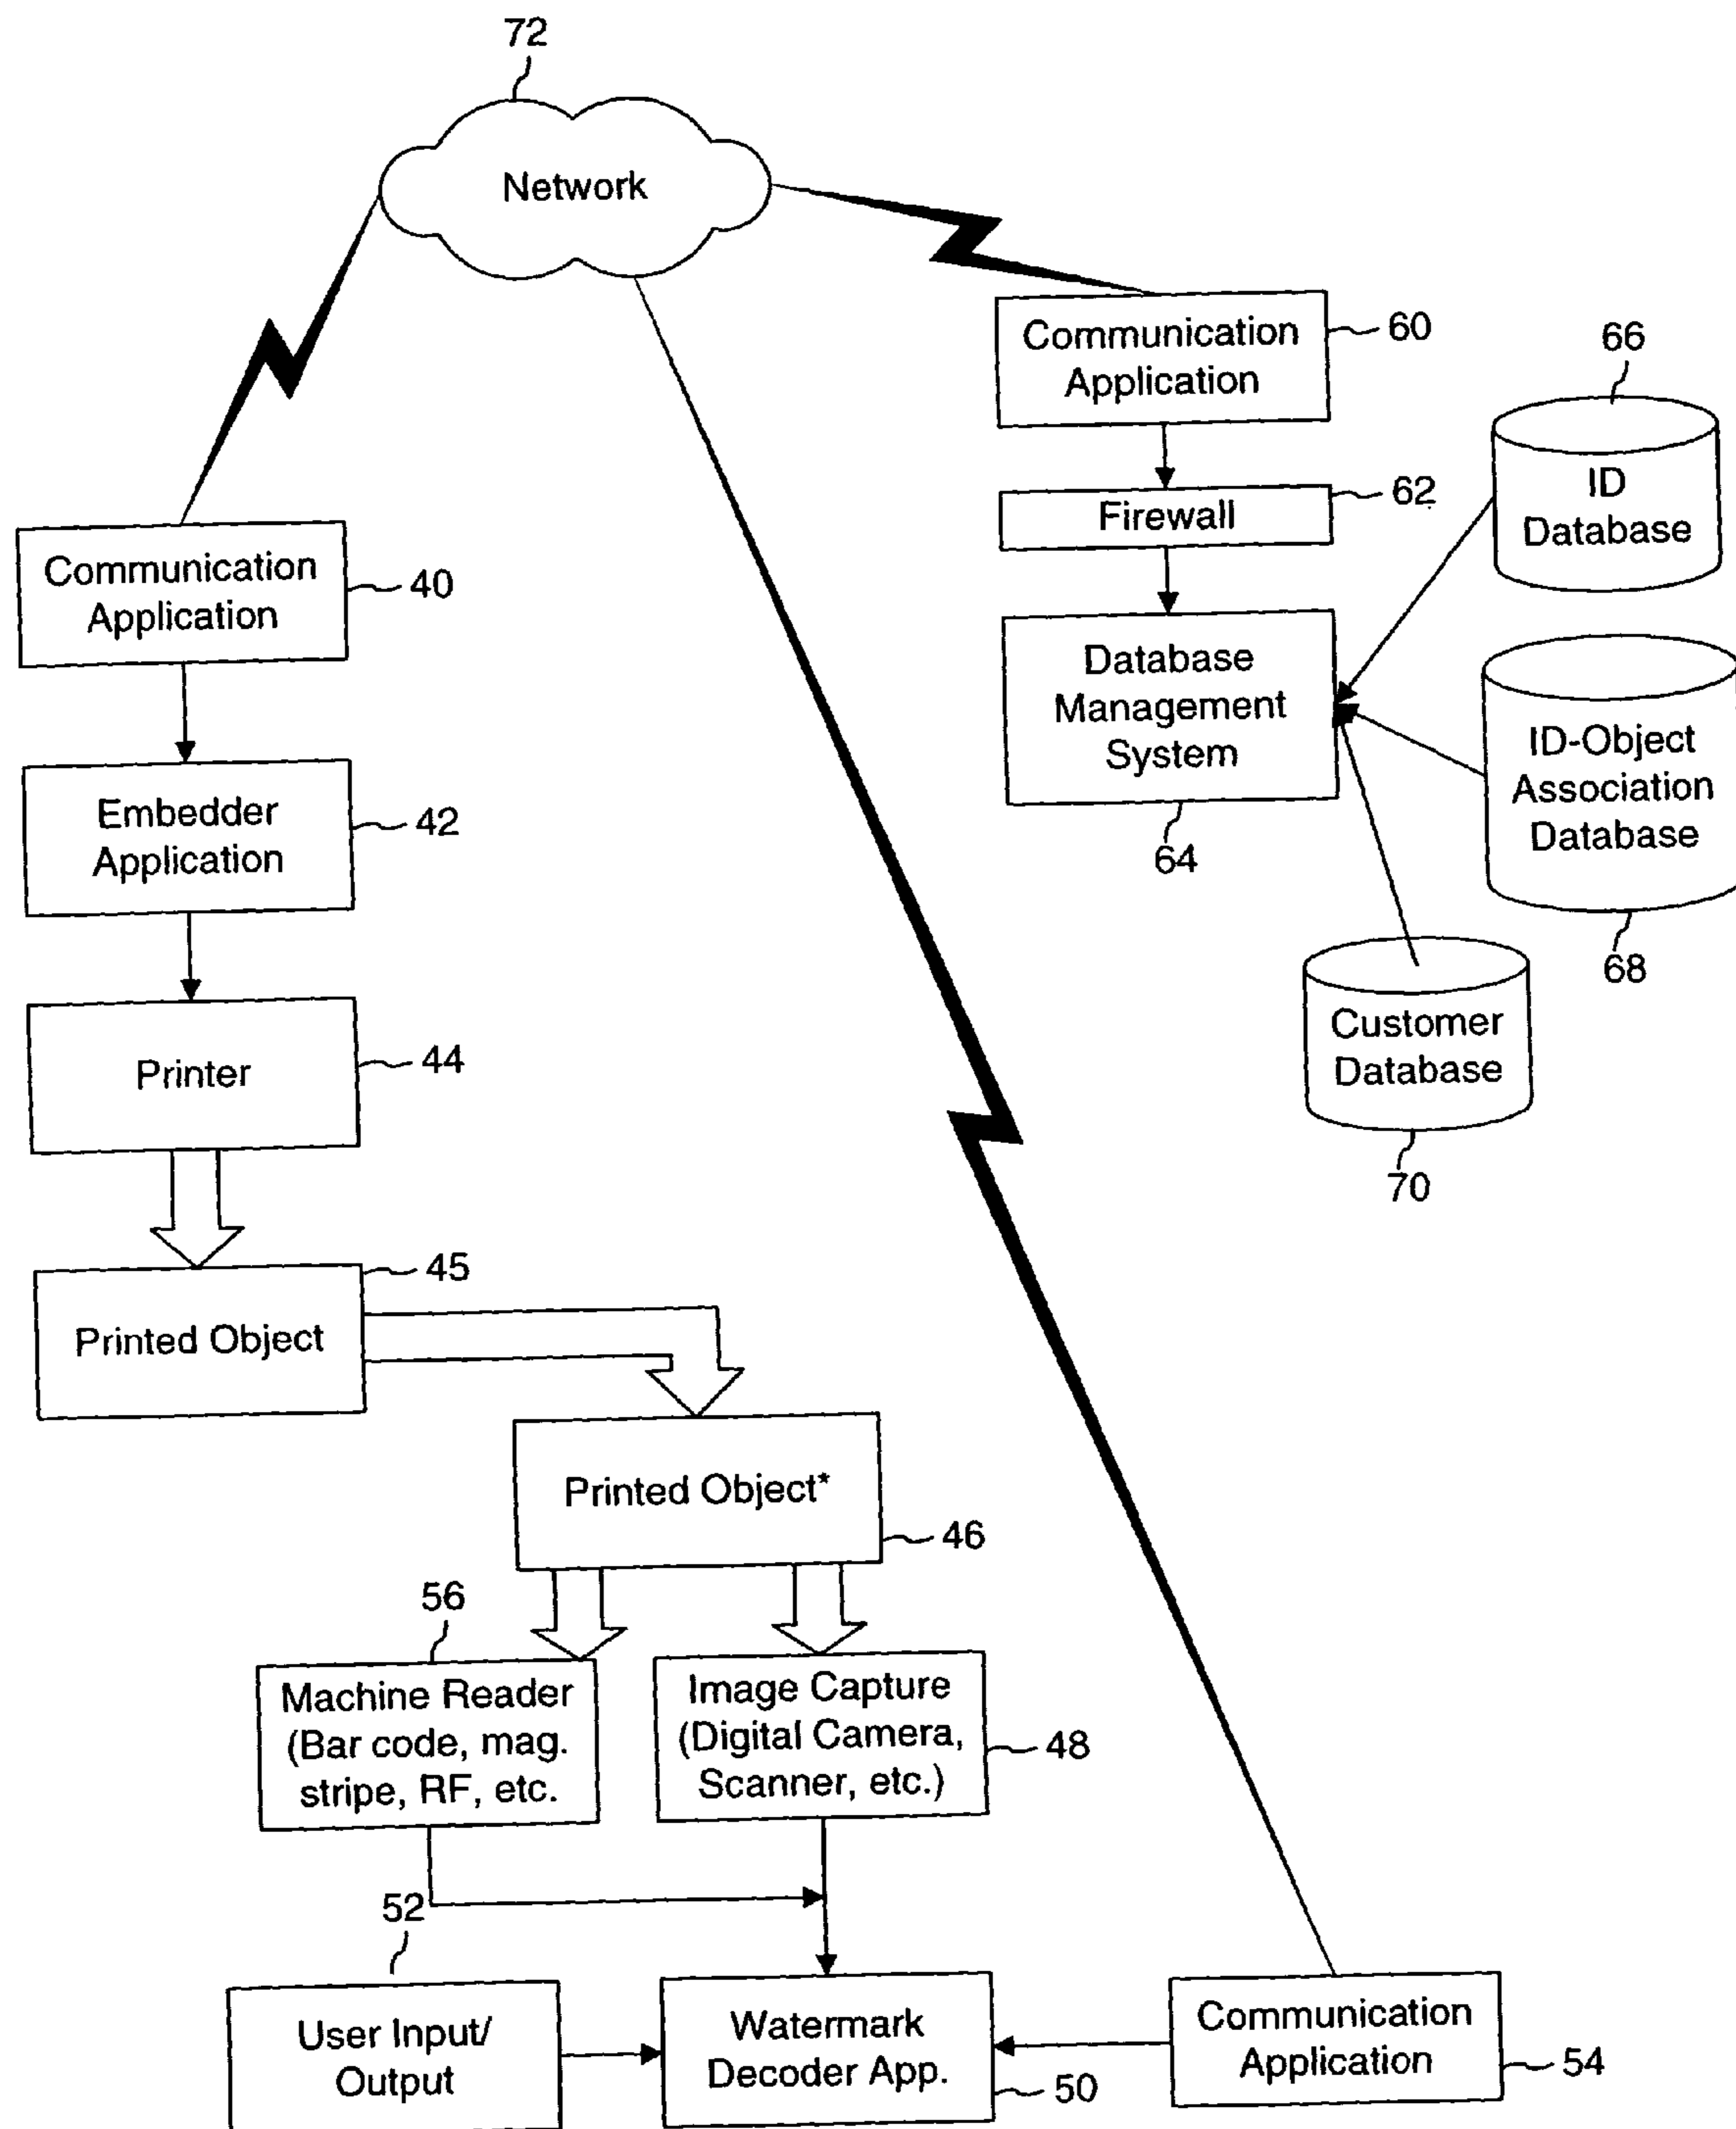 72
Network
Communication
Application
60
66
ID
Database
Firewall
62
Communication
Application
40
Database
Management
System
64
ID-Object
Association
Database
68
Embedder
Application
42
Customer
Database
70
Printer
44
Printed Object
45
Printed Object*
46
56
Machine Reader
(Bar code, mag.
stripe, RF, etc.
Image Capture
(Digital Camera,
Scanner, etc.)
48
52
User Input/
Output
Watermark
Decoder App.
50
Communication
Application
54